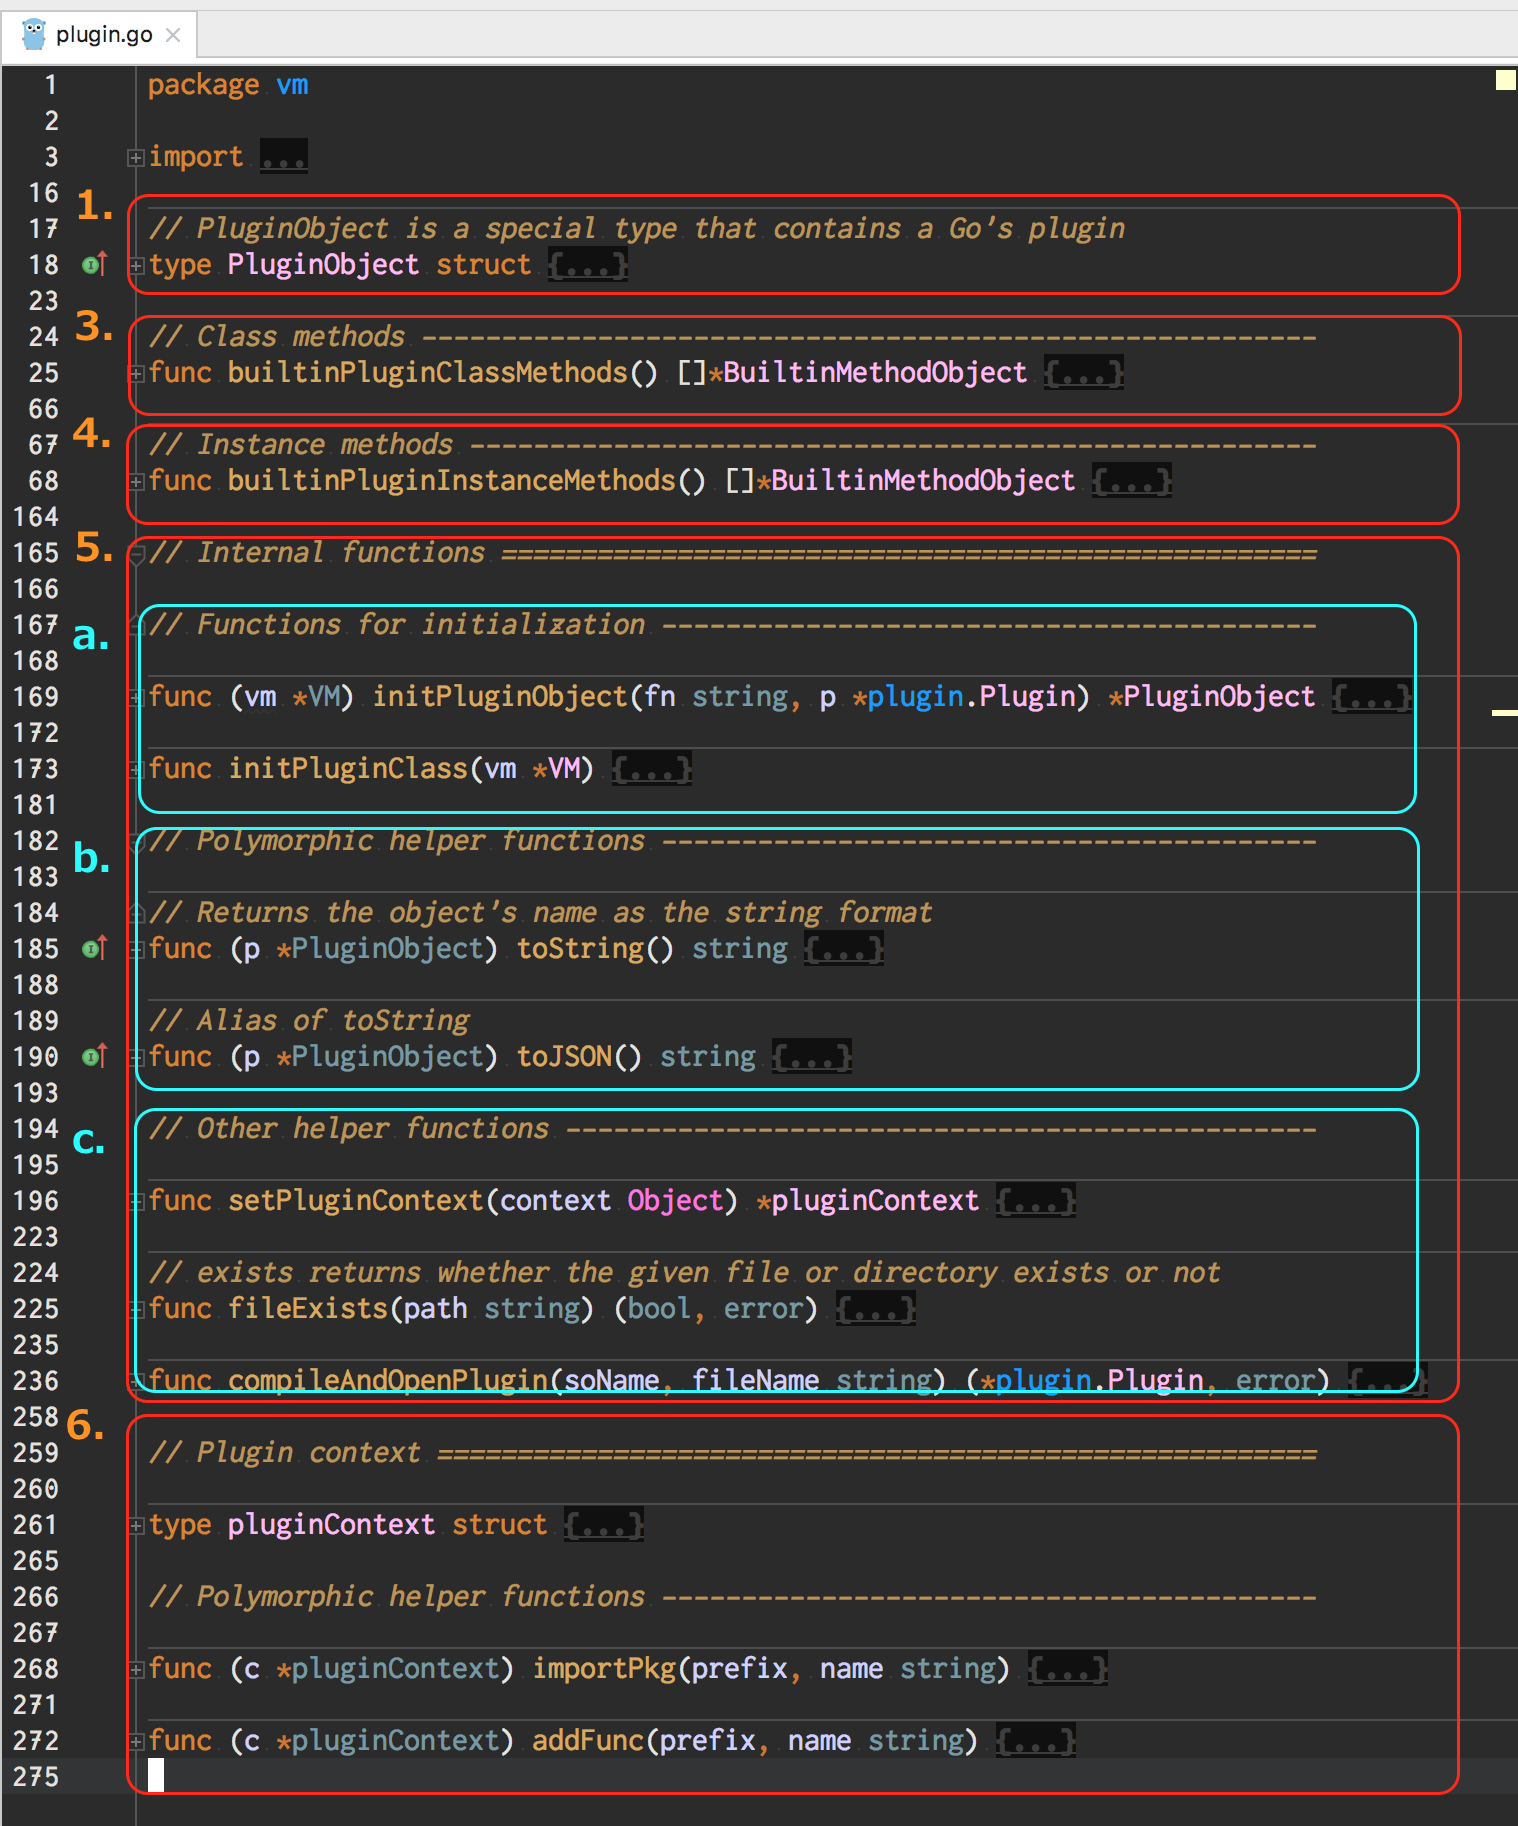 plugin.go
1 package vm
2
3 import ...
16
1.
17 // PluginObject is a special type that contains a Go's plugin
18 type PluginObject struct {...}
23
3.
24 // Class methods --------------------------------------------------------
25 func builtinPluginClassMethods() []*BuiltinMethodObject {...}
66
4.
67 // Instance methods -----------------------------------------------------
68 func builtinPluginInstanceMethods() []*BuiltinMethodObject {...}
164
5.
165 // Internal functions ===================================================
166
a.
167 // Functions for initialization -----------------------------------------
168
169 func (vm *VM) initPluginObject(fn string, p *plugin.Plugin) *PluginObject {...}
172
173 func initPluginClass(vm *VM) {...}
181
b.
182 // Polymorphic helper functions -----------------------------------------
183
184 // Returns the object's name as the string format
185 func (p *PluginObject) toString() string {...}
188
189 // Alias of toString
190 func (p *PluginObject) toJSON() string {...}
193
c.
194 // Other helper functions -----------------------------------------------
195
196 func setPluginContext(context Object) *pluginContext {...}
223
224 // exists returns whether the given file or directory exists or not
225 func fileExists(path string) (bool, error) {...}
235
236 func compileAndOpenPlugin(soName, fileName string) (*plugin.Plugin, error) {...}
258
6.
259 // Plugin context =======================================================
260
261 type pluginContext struct {...}
265
266 // Polymorphic helper functions -----------------------------------------
267
268 func (c *pluginContext) importPkg(prefix, name string) {...}
271
272 func (c *pluginContext) addFunc(prefix, name string) {...}
275